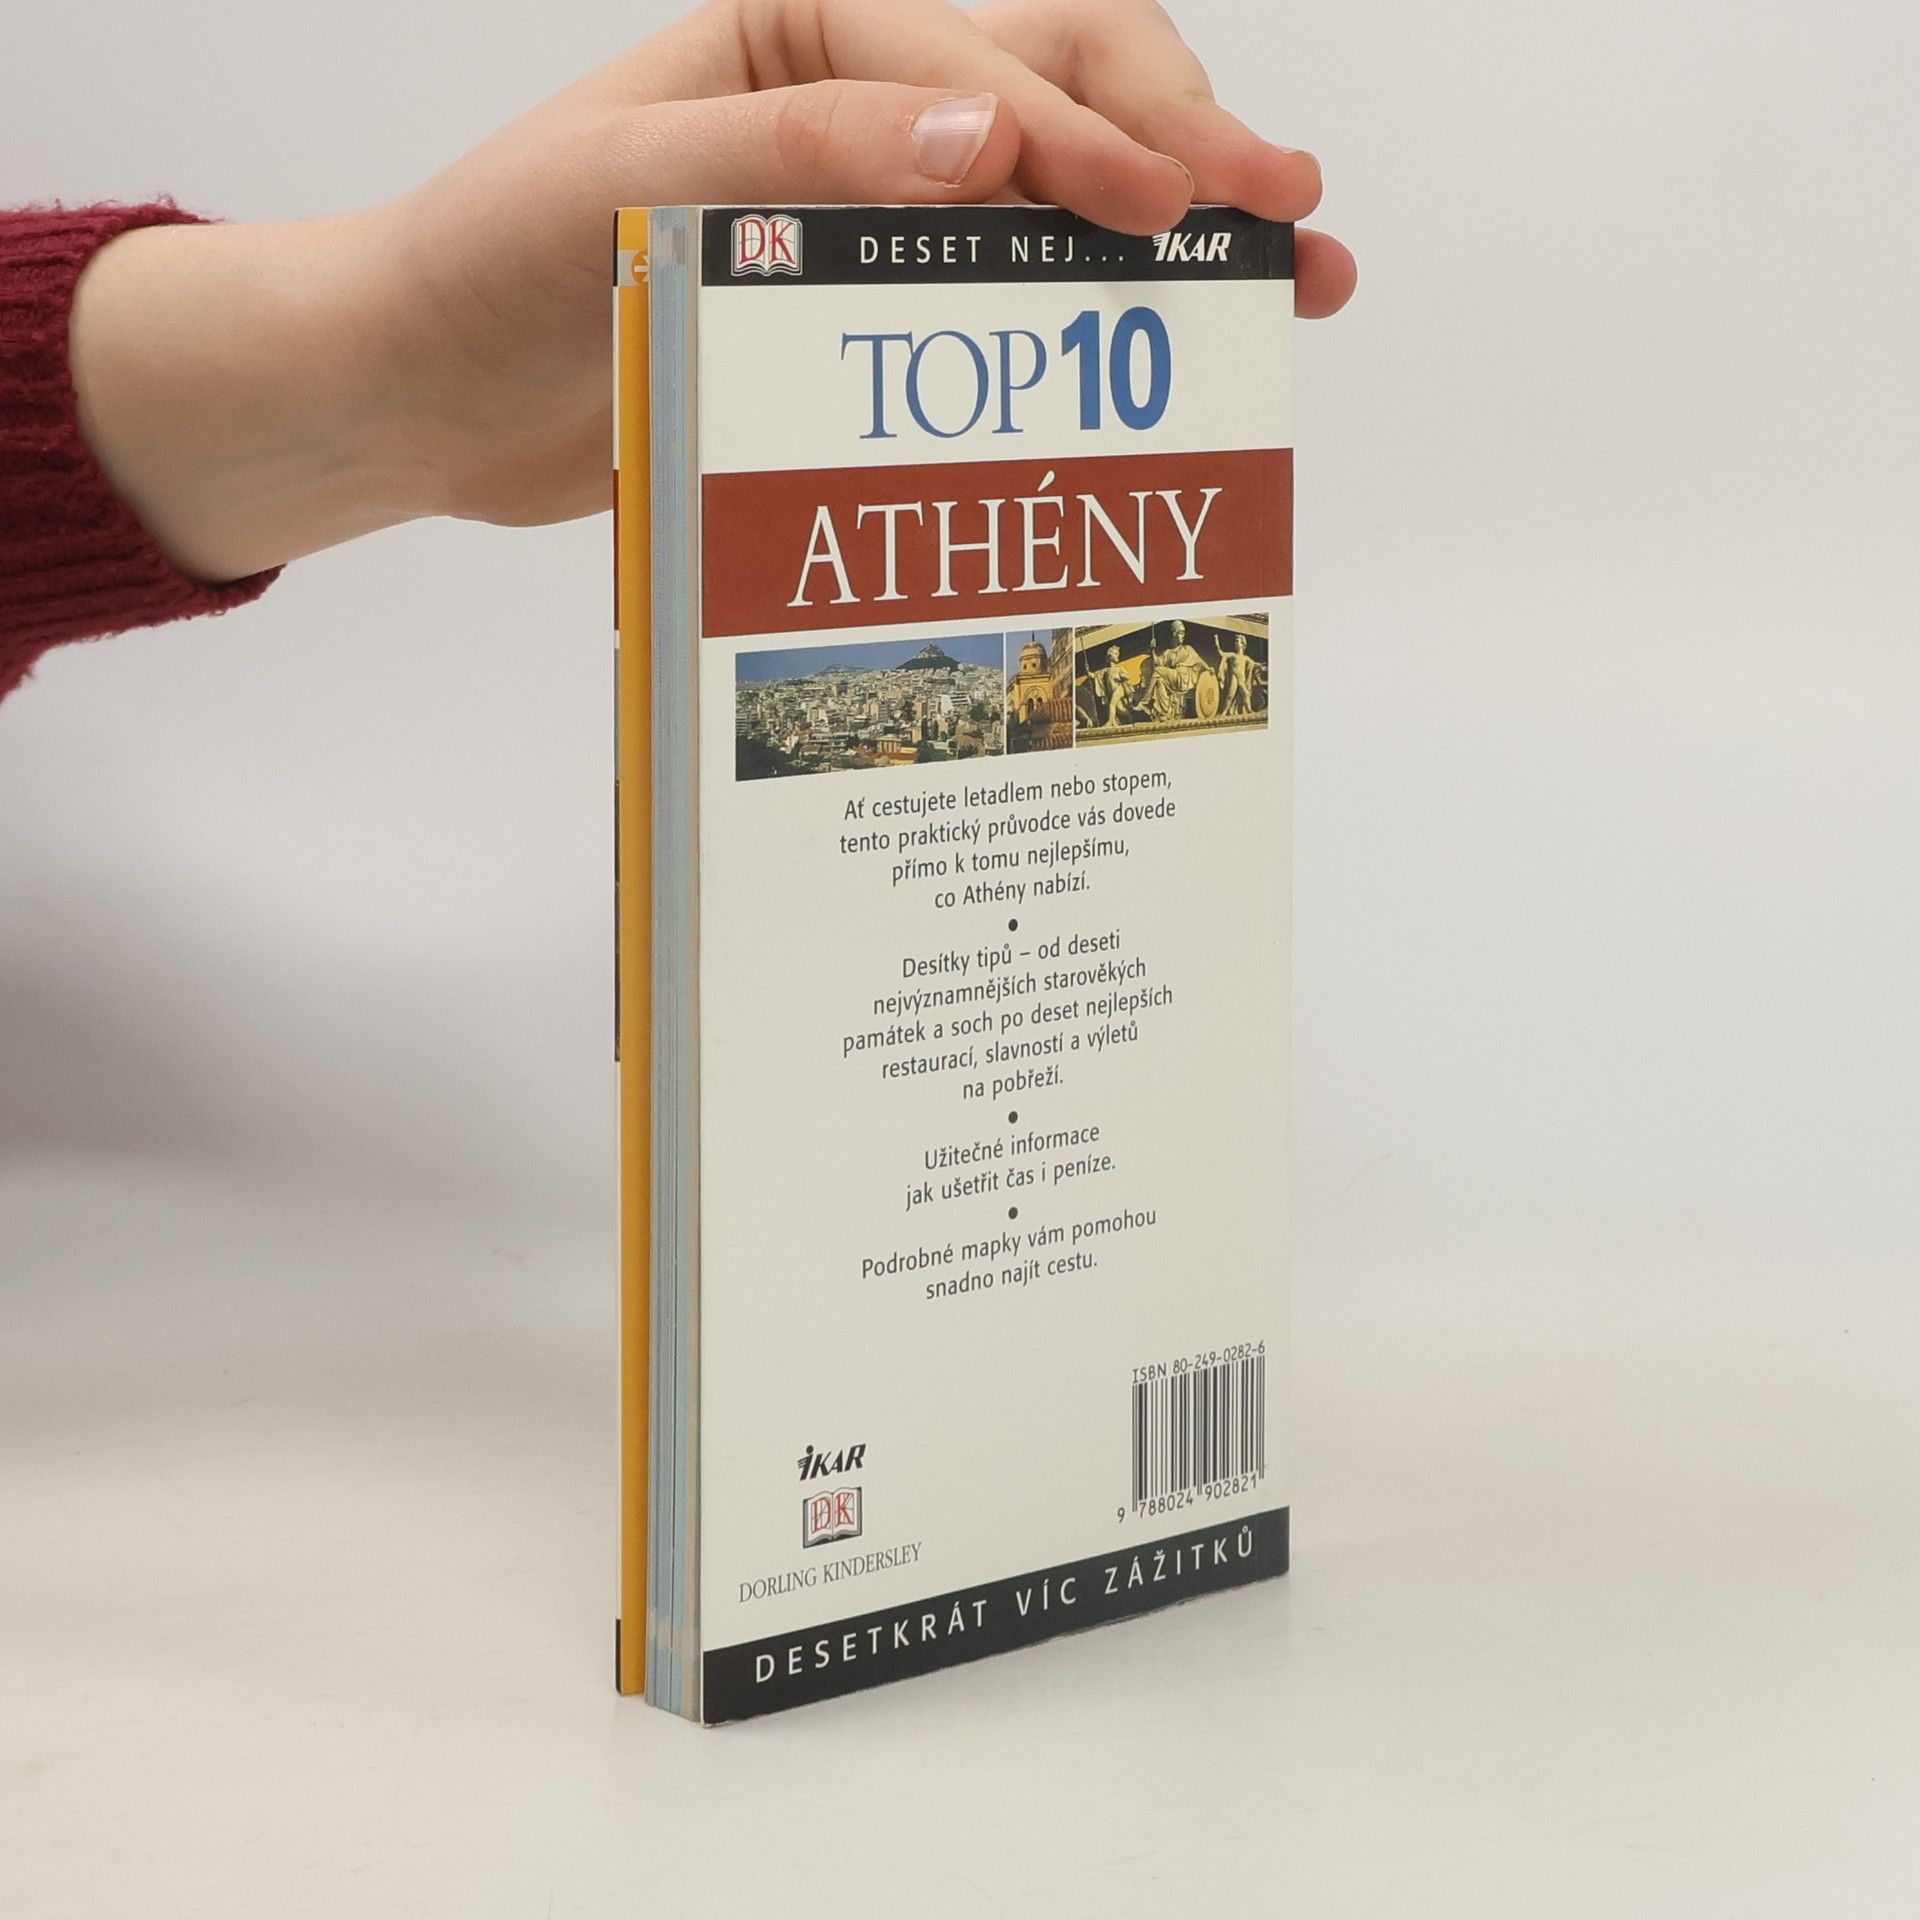 DK DESET NEJ... IKAR
TOP 10
ATHÉNY
Ať cestujete letadlem nebo stopem,
tento praktický průvodce vás dovede
přímo k tomu nejlepšímu,
co Athény nabízí.
•
Desítky tipů – od deseti
nejvýznamnějších starověkých
památek a soch po deset nejlepších
restaurací, slavností a výletů
na pobřeží.
•
Užitečné informace
jak ušetřit čas i peníze.
•
Podrobné mapky vám pomohou
snadno najít cestu.
ISBN 80-249-0282-6
9 788024 902821
IKAR
DK
DORLING KINDERSLEY
DESETKRÁT VÍC ZÁŽITKŮ